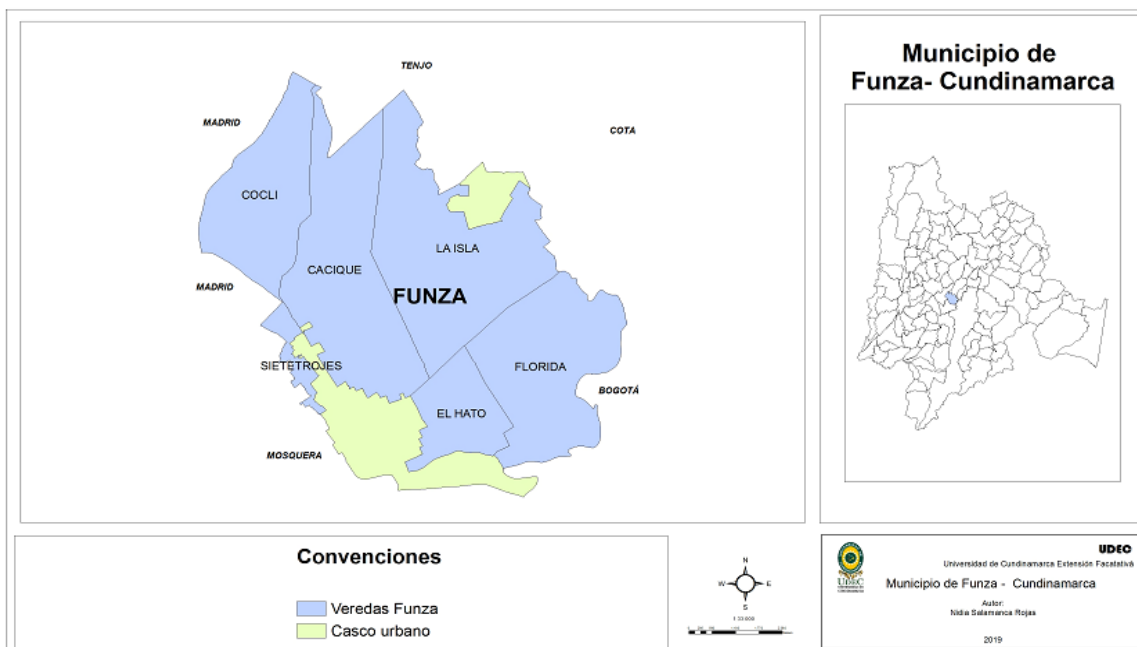 TENJO
MADRID
COTA
COCLI
LA ISLA
CACIQUE
MADRID
FUNZA
SIETETROJES
FLORIDA
BOGOTÁ
EL HATO
MOSQUERA
Municipio de
Funza- Cundinamarca
Convenciones
Veredas Funza
Casco urbano
N
W E
S
UDEC
Universidad de Cundinamarca Extensión Facatativá
Municipio de Funza - Cundinamarca
Autor:
Nidia Salamanca Rojas
2019
UDEC